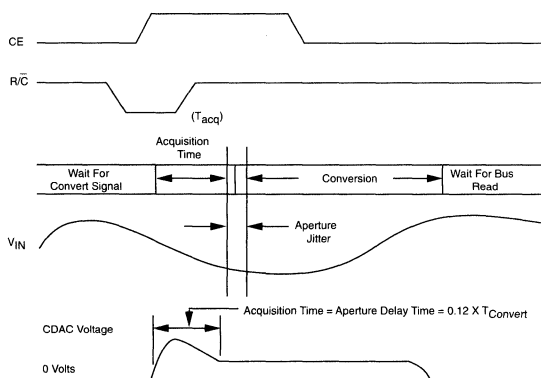 CE
R/C̅
(Tacq)
Acquisition
Time
Wait For
Convert Signal
Conversion
Wait For Bus
Read
VIN
Aperture
Jitter
Acquisition Time = Aperture Delay Time = 0.12 X TConvert
CDAC Voltage
0 Volts